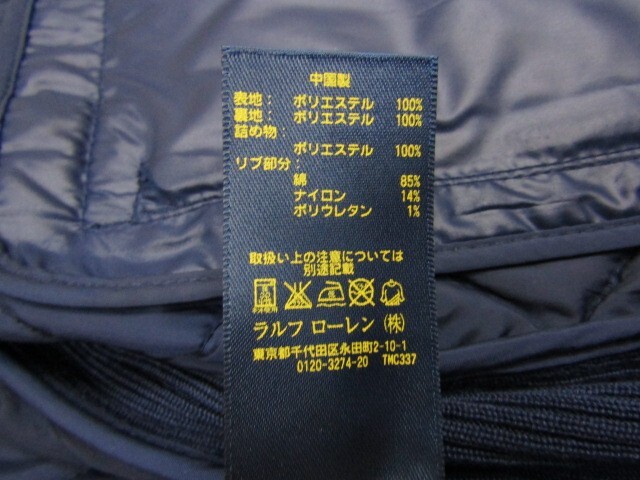 中国製
表地： ポリエステル 100%
裏地： ポリエステル 100%
詰め物：
ポリエステル 100%
リブ部分：
綿 85%
ナイロン 14%
ポリウレタン 1%
取扱い上の注意については
別途記載
ラルフ ローレン（株）
東京都千代田区永田町2-10-1
0120-3274-20 TMC337